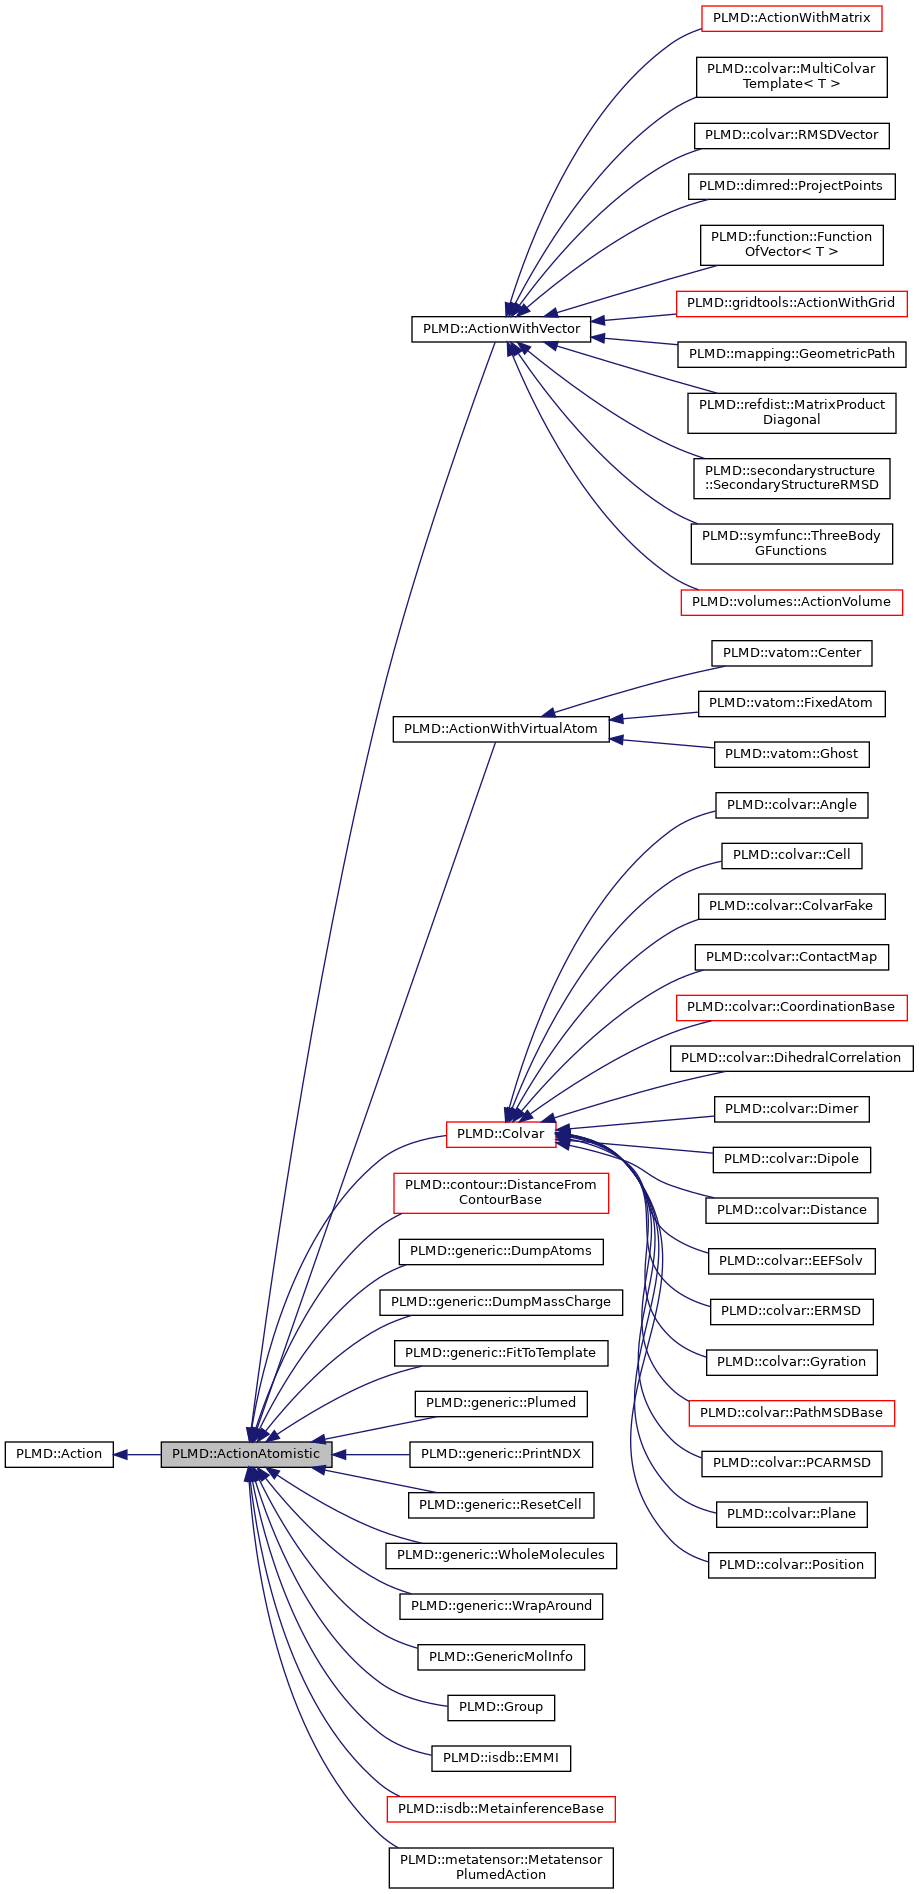 PLMD::ActionWithMatrix
PLMD::colvar::MultiColvar
Template< T >
PLMD::colvar::RMSDVector
PLMD::dimred::ProjectPoints
PLMD::function::Function
OfVector< T >
PLMD::gridtools::ActionWithGrid
PLMD::ActionWithVector
PLMD::mapping::GeometricPath
PLMD::refdist::MatrixProduct
Diagonal
PLMD::secondarystructure
::SecondaryStructureRMSD
PLMD::symfunc::ThreeBody
GFunctions
PLMD::volumes::ActionVolume
PLMD::vatom::Center
PLMD::vatom::FixedAtom
PLMD::ActionWithVirtualAtom
PLMD::vatom::Ghost
PLMD::colvar::Angle
PLMD::colvar::Cell
PLMD::colvar::ColvarFake
PLMD::colvar::ContactMap
PLMD::colvar::CoordinationBase
PLMD::colvar::DihedralCorrelation
PLMD::colvar::Dimer
PLMD::Colvar
PLMD::colvar::Dipole
PLMD::contour::DistanceFrom
ContourBase
PLMD::colvar::Distance
PLMD::generic::DumpAtoms
PLMD::colvar::EEFSolv
PLMD::generic::DumpMassCharge
PLMD::colvar::ERMSD
PLMD::generic::FitToTemplate
PLMD::colvar::Gyration
PLMD::generic::Plumed
PLMD::colvar::PathMSDBase
PLMD::Action
PLMD::ActionAtomistic
PLMD::generic::PrintNDX
PLMD::colvar::PCARMSD
PLMD::generic::ResetCell
PLMD::colvar::Plane
PLMD::generic::WholeMolecules
PLMD::colvar::Position
PLMD::generic::WrapAround
PLMD::GenericMolInfo
PLMD::Group
PLMD::isdb::EMMI
PLMD::isdb::MetainferenceBase
PLMD::metatensor::Metatensor
PlumedAction